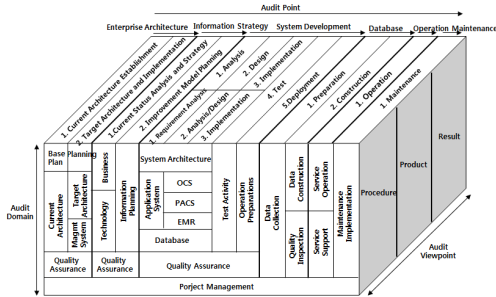 Audit Point
Enterprise Architecture
Information Strategy
System Development
Database
Operation Maintenance
1. Current Architecture Establishment
2. Target Architecture and Implementation
1.Current Status Analysis and Strategy
2. Improvement Model Planning
1. Analysis
2. Design
3. Implementation
4. Test
5.Deployment
1. Requirement Analysis
2. Analysis/Design
3. Implementation
1. Preparation
2. Construction
1. Operation
1. Maintenance
Base Plan
Planning
Current Architecture
Target Architecture
Magmt System
Business
Technology
Information Planning
System Architecture
Application System
OCS
PACS
EMR
Database
Test Activity
Operation Preparations
Data Collection
Data Construction
Quality Inspection
Service Operation
Service Support
Maintenance Implementation
Procedure
Product
Result
Audit Domain
Audit Viewpoint
Quality Assurance
Quality Assurance
Quality Assurance
Porject Management